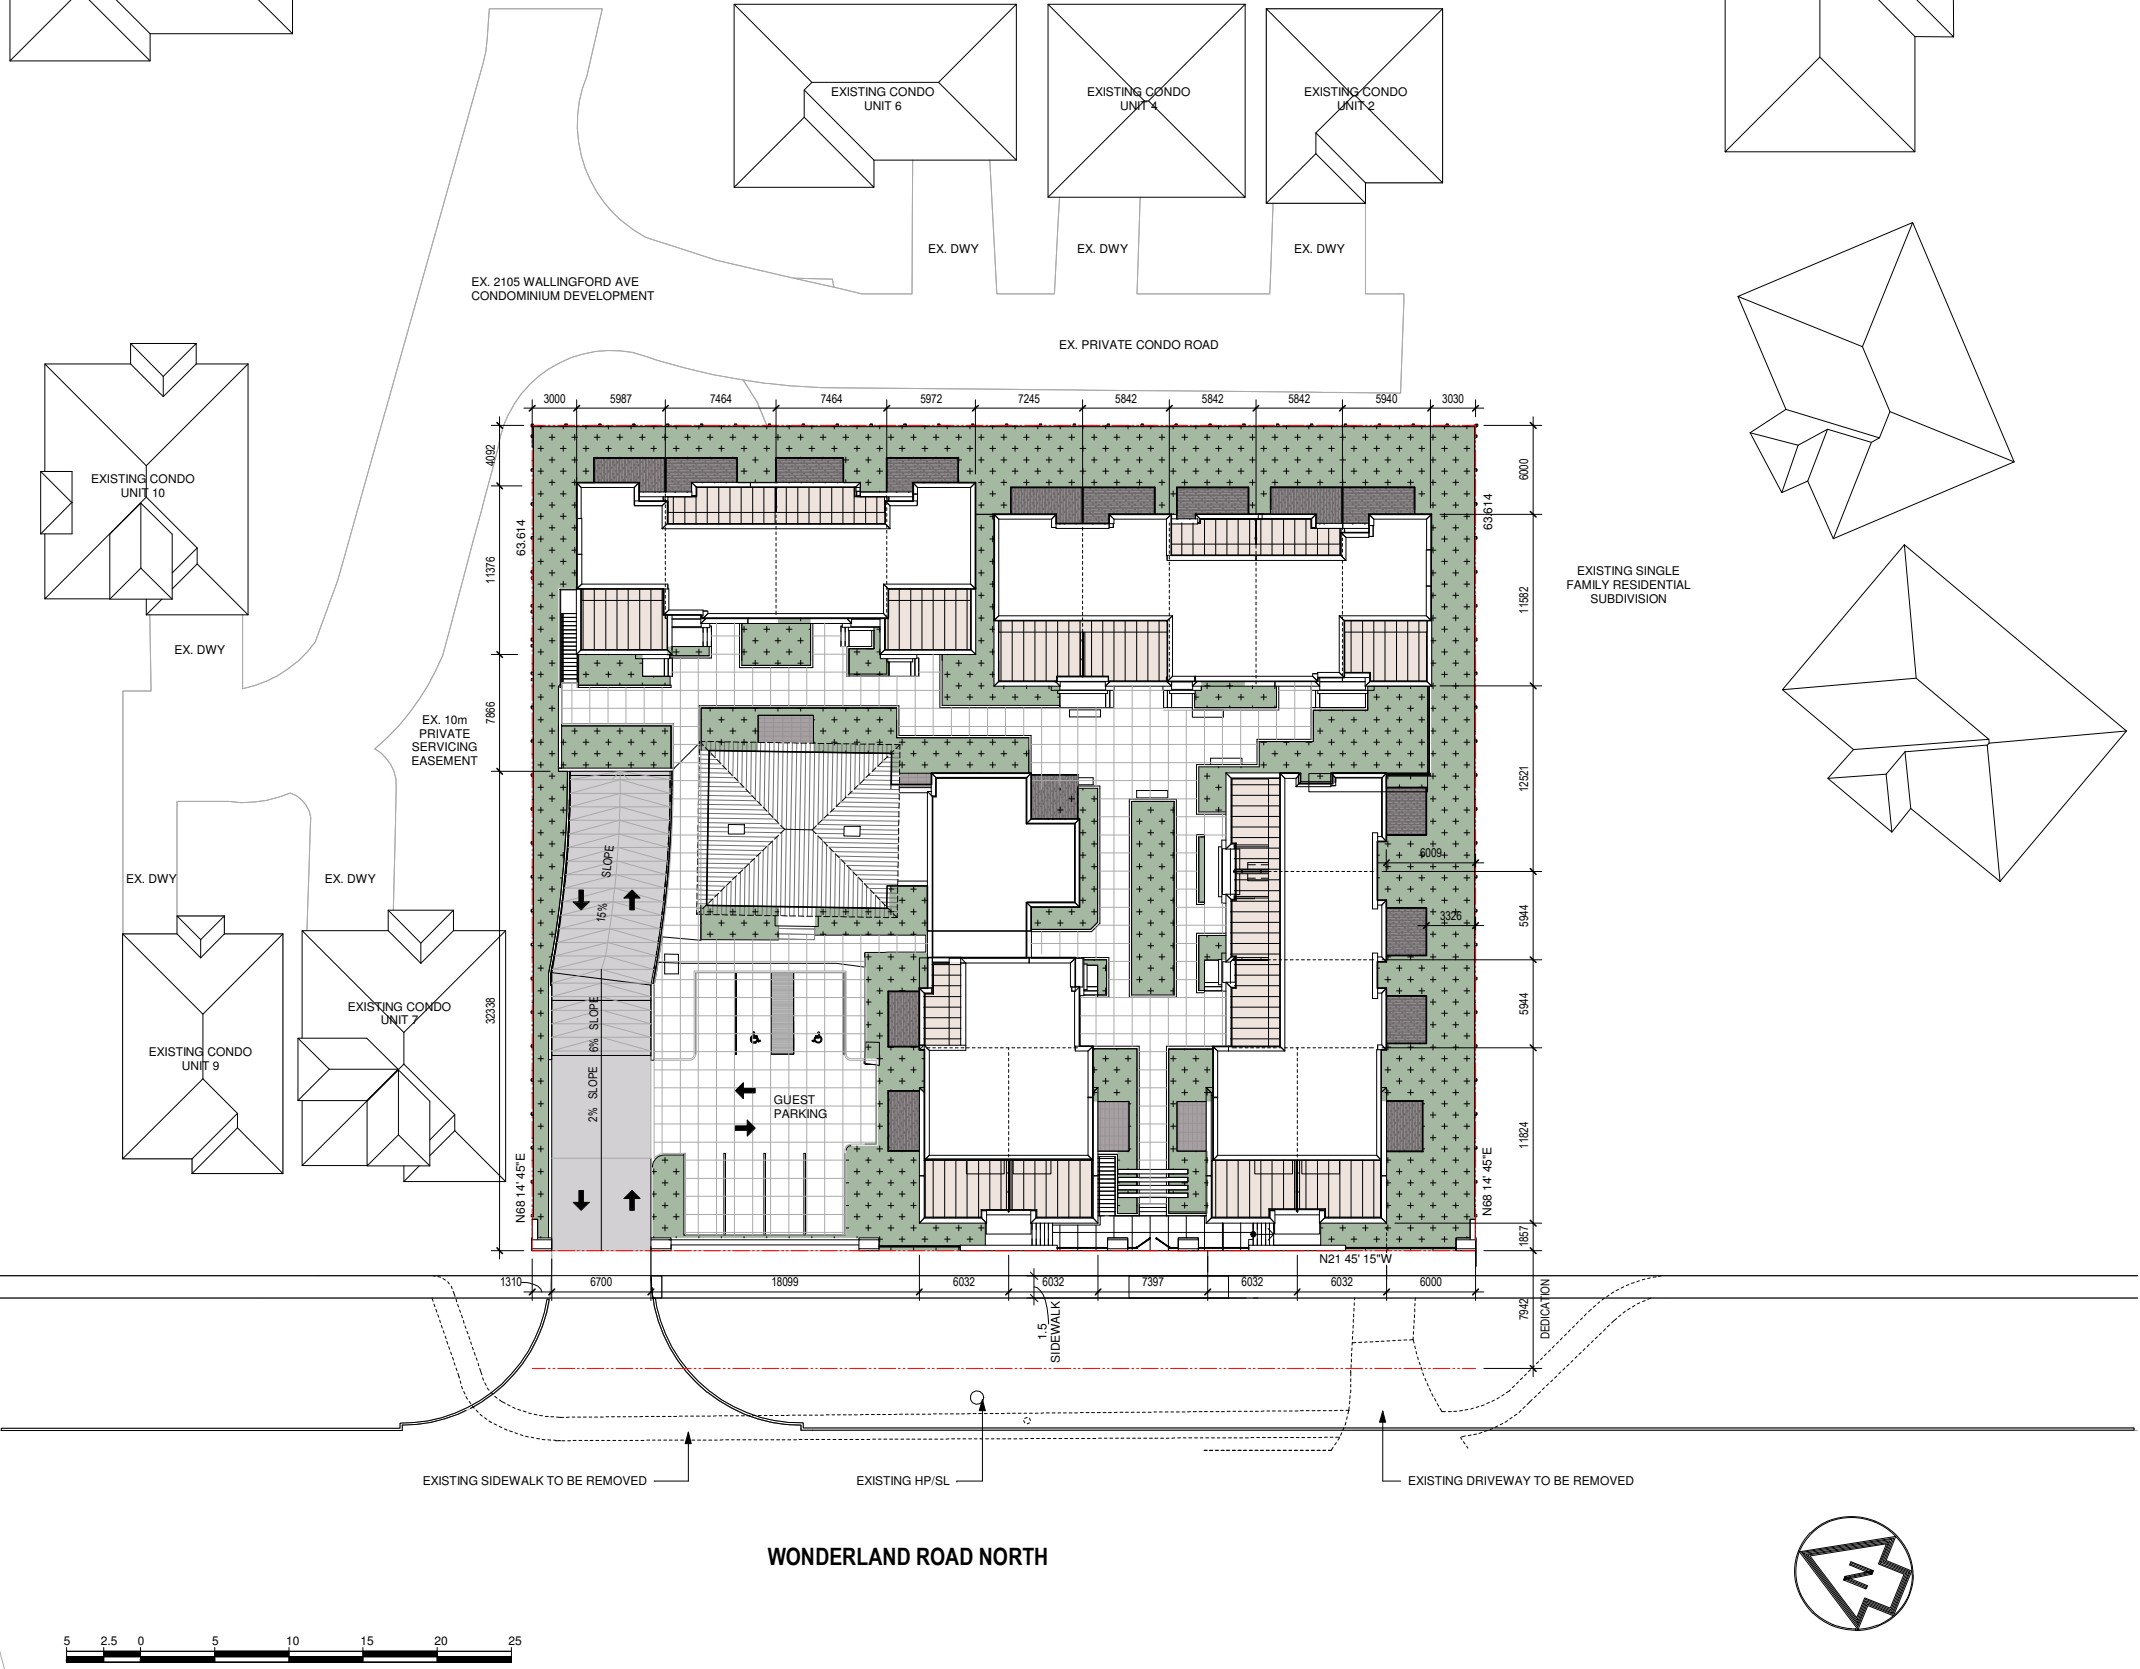 EXISTING CONDO
UNIT 6
EXISTING CONDO
UNIT 4
EXISTING CONDO
UNIT 2
EX. DWY
EX. DWY
EX. DWY
EX. 2105 WALLINGFORD AVE
CONDOMINIUM DEVELOPMENT
EX. PRIVATE CONDO ROAD
3000
5987
7464
7464
5972
7245
5842
5842
5842
5940
3030
4092
11376
7866
32338
63.614
N68 14' 45"E
6000
11582
12521
5944
5944
11824
1857
7942
DEDICATION
63.614
N68 14' 45"E
6009
3326
EXISTING CONDO
UNIT 10
EX. DWY
EXISTING SINGLE
FAMILY RESIDENTIAL
SUBDIVISION
EX. 10m
PRIVATE
SERVICING
EASEMENT
EX. DWY
EX. DWY
15% SLOPE
6% SLOPE
2% SLOPE
EXISTING CONDO
UNIT 7
EXISTING CONDO
UNIT 9
GUEST
PARKING
N21 45' 15"W
1310
6700
18099
6032
6032
7397
6032
6032
6000
1.5
SIDEWALK
EXISTING SIDEWALK TO BE REMOVED
EXISTING HP/SL
EXISTING DRIVEWAY TO BE REMOVED
WONDERLAND ROAD NORTH
N
5 2.5 0 5 10 15 20 25